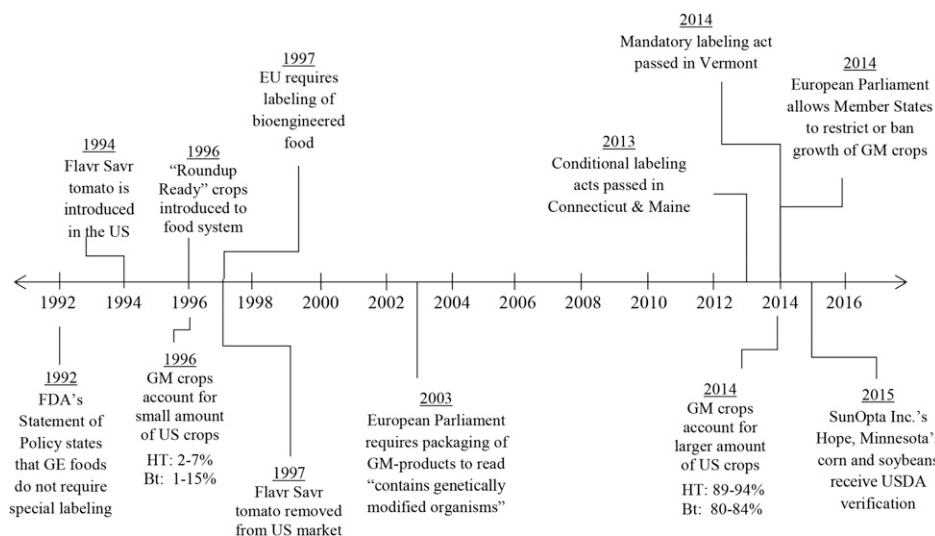 2014
Mandatory labeling act
passed in Vermont
1997
EU requires
labeling of
bioengineered
food
2014
European Parliament
allows Member States
to restrict or ban
growth of GM crops
1994
Flavr Savr
tomato is
introduced
in the US
1996
“Roundup
Ready” crops
introduced to
food system
2013
Conditional labeling
acts passed in
Connecticut & Maine
1992 1994 1996 1998 2000 2002 2004 2006 2008 2010 2012 2014 2016
1992
FDA’s
Statement of
Policy states
that GE foods
do not require
special labeling
1996
GM crops
account for
small amount
of US crops
HT: 2-7%
Bt: 1-15%
1997
Flavr Savr
tomato removed
from US market
2003
European Parliament
requires packaging of
GM-products to read
“contains genetically
modified organisms”
2014
GM crops
account for
larger amount
of US crops
HT: 89-94%
Bt: 80-84%
2015
SunOpta Inc.’s
Hope, Minnesota’s
corn and soybeans
receive USDA
verification